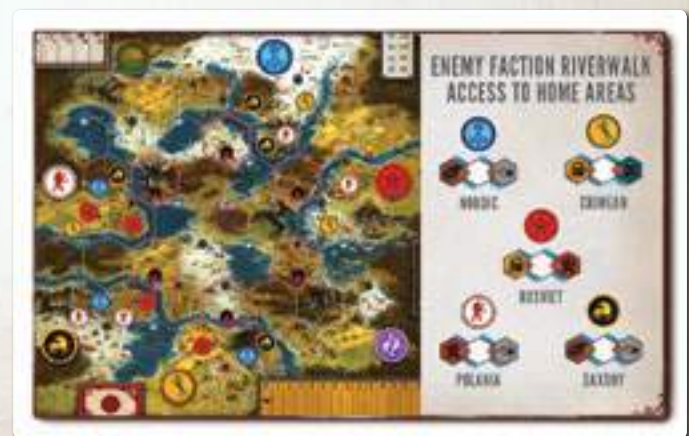 ENEMY FACTION RIVERWALK
ACCESS TO HOME AREAS
NORDIC
CRIMEAN
RUSVIET
POLANIA
SAXONY